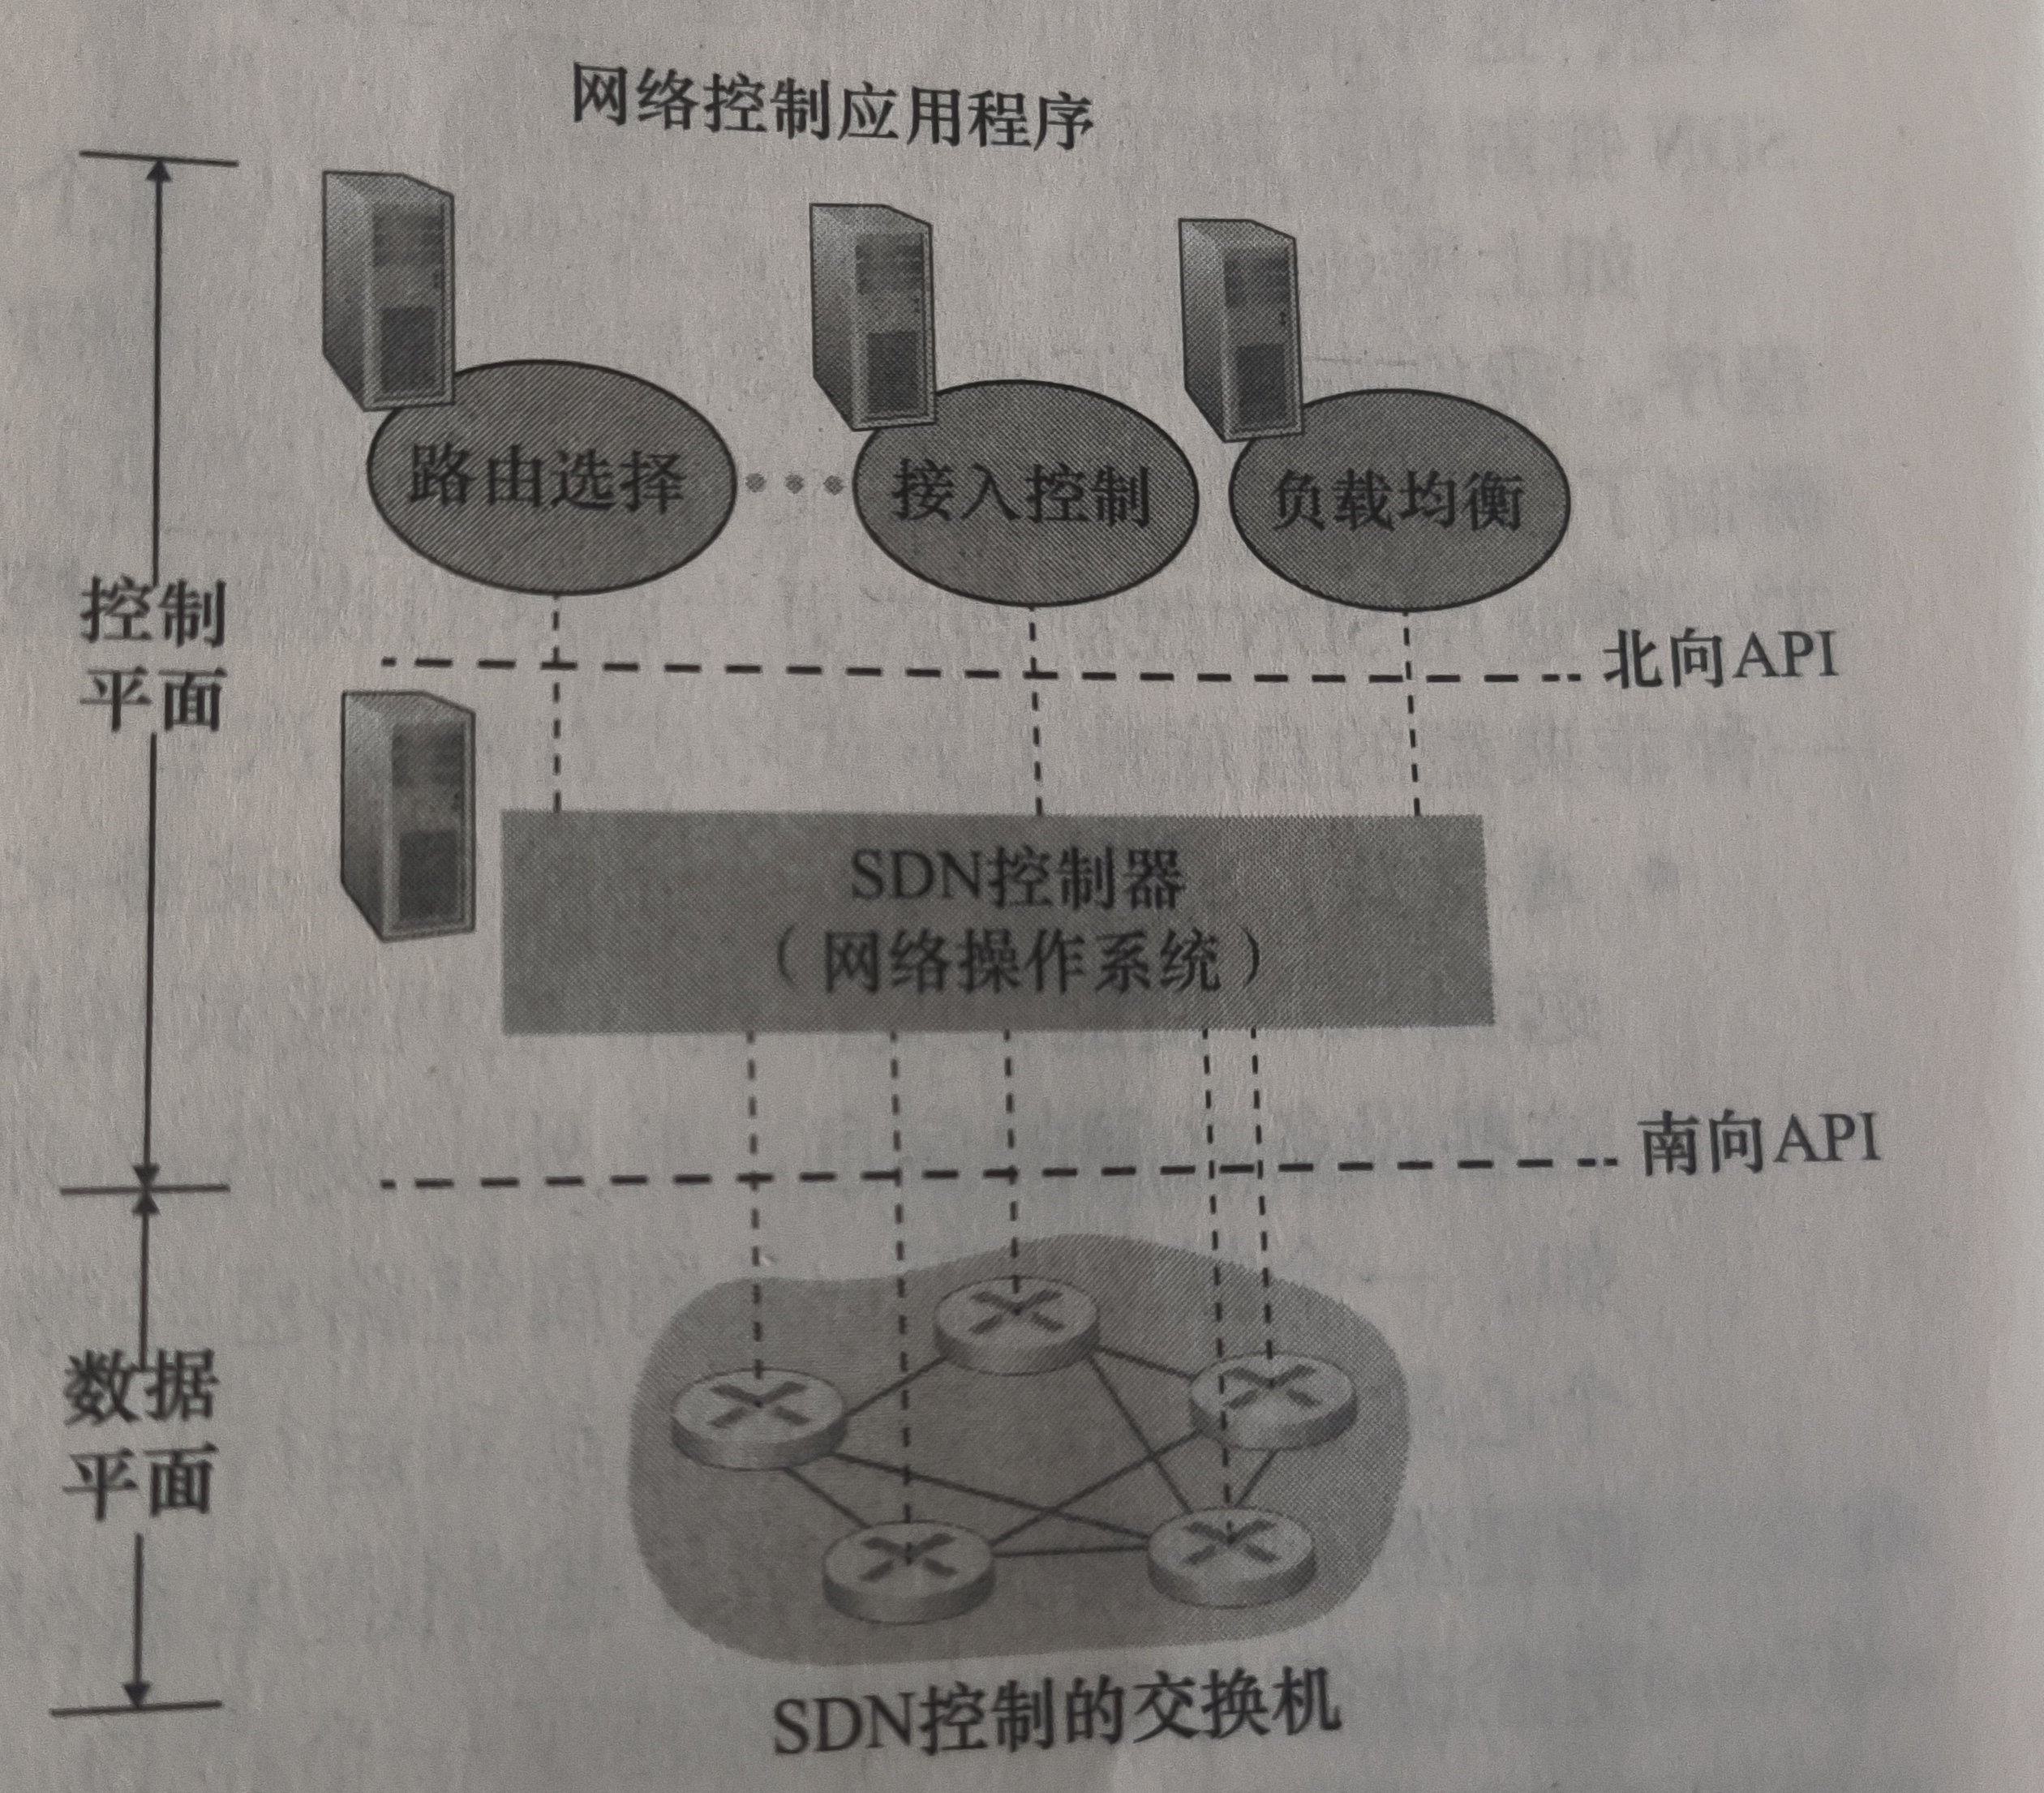 网络控制应用程序
路由选择
接入控制
负载均衡
控制
平面
北向API
SDN控制器
（网络操作系统）
南向API
数据
平面
SDN控制的交换机